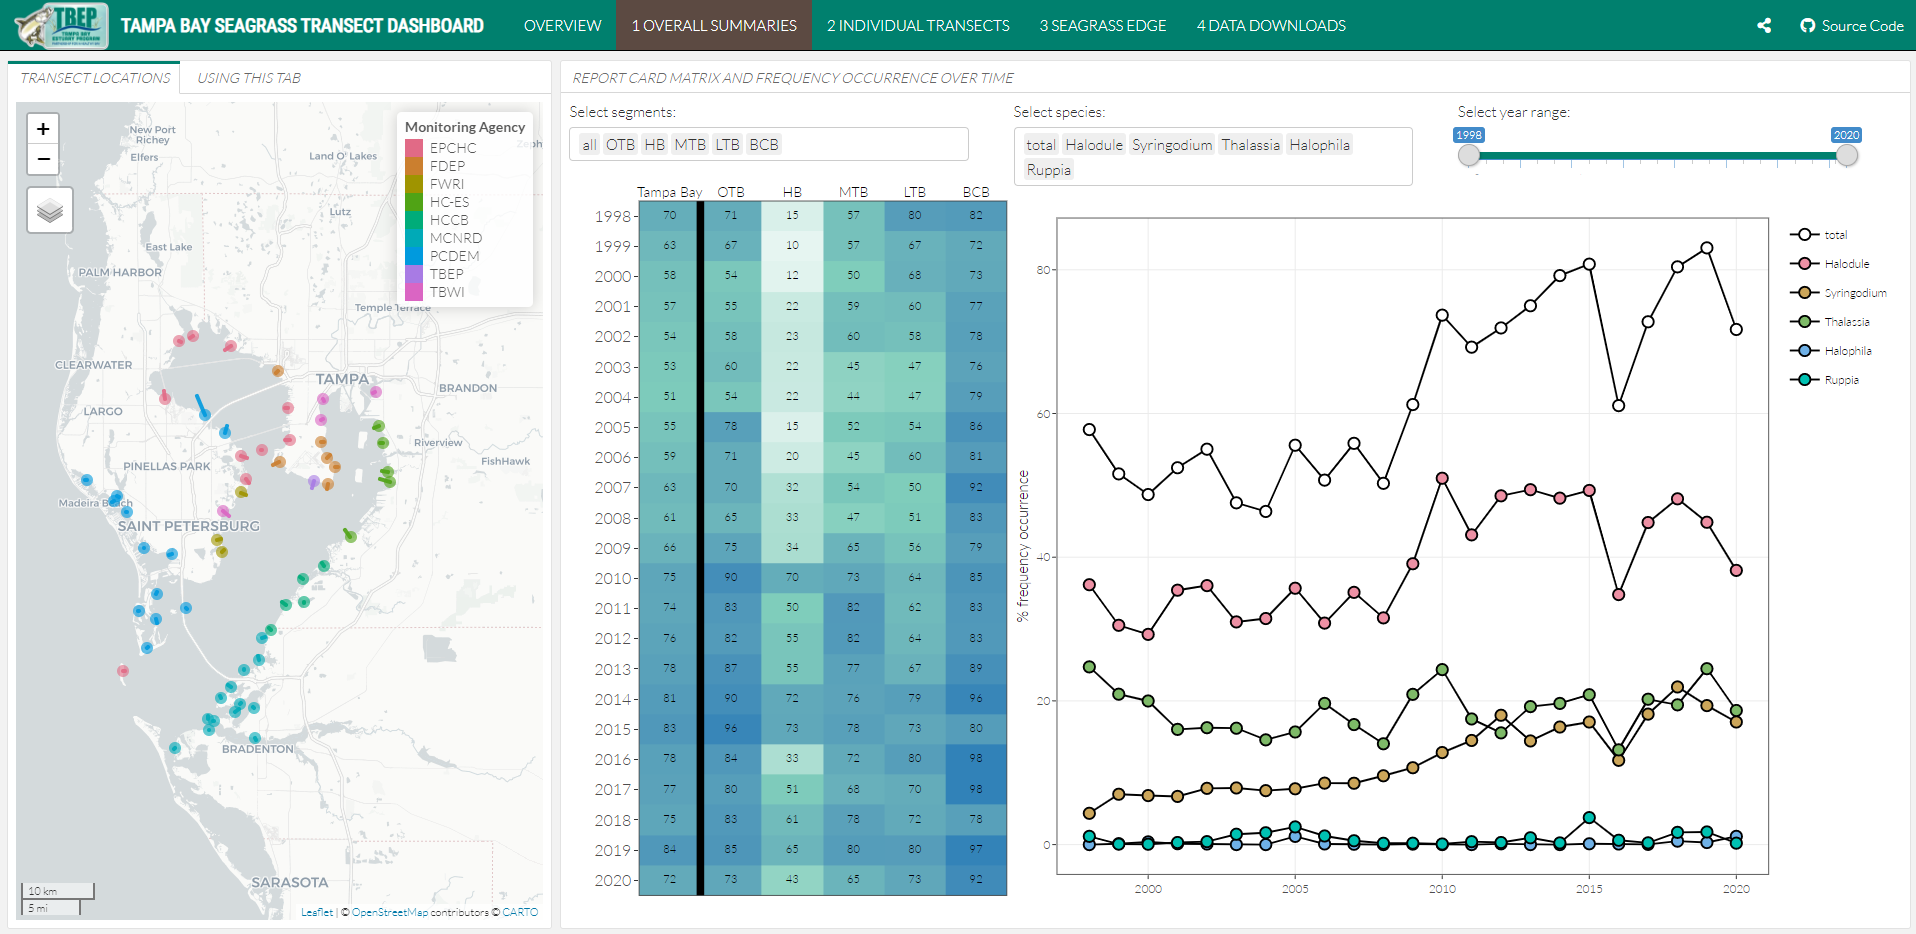 TBEP
TAMPA BAY
ESTUARY PROGRAM
TAMPA BAY SEAGRASS TRANSECT DASHBOARD
OVERVIEW
1 OVERALL SUMMARIES
2 INDIVIDUAL TRANSECTS
3 SEAGRASS EDGE
4 DATA DOWNLOADS
Source Code
TRANSECT LOCATIONS
USING THIS TAB
+
−
Monitoring Agency
EPCHC
FDEP
FWRI
HC-ES
HCCB
MCNRD
PCDEM
TBEP
TBWI
New Port
Richey
Elfers
Land O' Lakes
Zeph
Lutz
East Lake
PALM HARBOR
Temple Terrace
CLEARWATER
TAMPA
BRANDON
LARGO
Riverview
FishHawk
PINELLAS PARK
Madeira Beach
SAINT PETERSBURG
BRADENTON
SARASOTA
10 km
5 mi
Leaflet | © OpenStreetMap contributors © CARTO
REPORT CARD MATRIX AND FREQUENCY OCCURRENCE OVER TIME
Select segments:
all OTB HB MTB LTB BCB
Select species:
total Halodule Syringodium Thalassia Halophila
Ruppia
Select year range:
1998 2020
Tampa Bay OTB HB MTB LTB BCB
1998 70 71 15 57 80 82
1999 63 67 10 57 67 72
2000 58 54 12 50 68 73
2001 57 55 22 59 60 77
2002 54 58 23 60 58 78
2003 53 60 22 45 47 76
2004 51 54 22 44 47 79
2005 55 78 15 52 54 86
2006 59 71 20 45 60 81
2007 63 70 32 54 50 92
2008 61 65 33 47 51 83
2009 66 75 34 65 56 79
2010 75 90 70 73 64 85
2011 74 83 50 82 62 83
2012 76 82 55 82 64 83
2013 78 87 55 77 67 89
2014 81 90 72 76 79 96
2015 83 96 73 78 73 80
2016 78 84 33 72 80 98
2017 77 80 51 68 70 98
2018 75 83 61 78 72 78
2019 84 85 65 80 80 97
2020 72 73 43 65 73 92
% frequency occurrence
80
60
40
20
0
2000 2005 2010 2015 2020
total
Halodule
Syringodium
Thalassia
Halophila
Ruppia